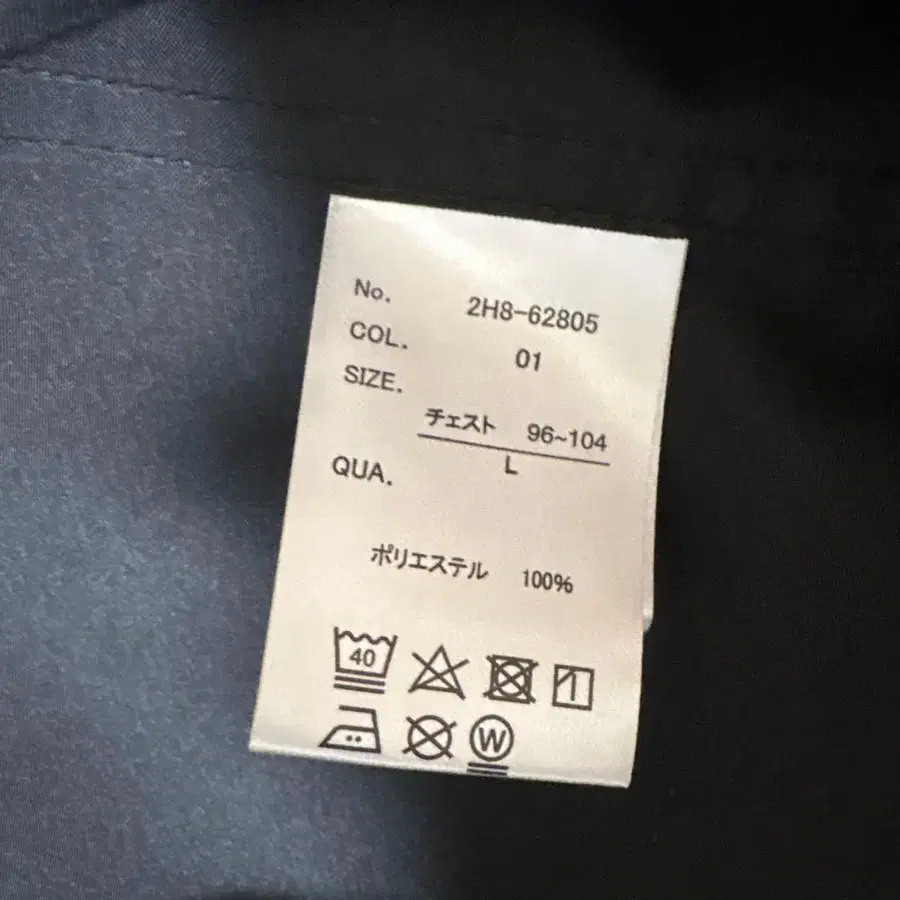 No. 2H8-62805
COL. 01
SIZE.
チェスト 96~104
L
QUA.
ポリエステル 100%
40
W